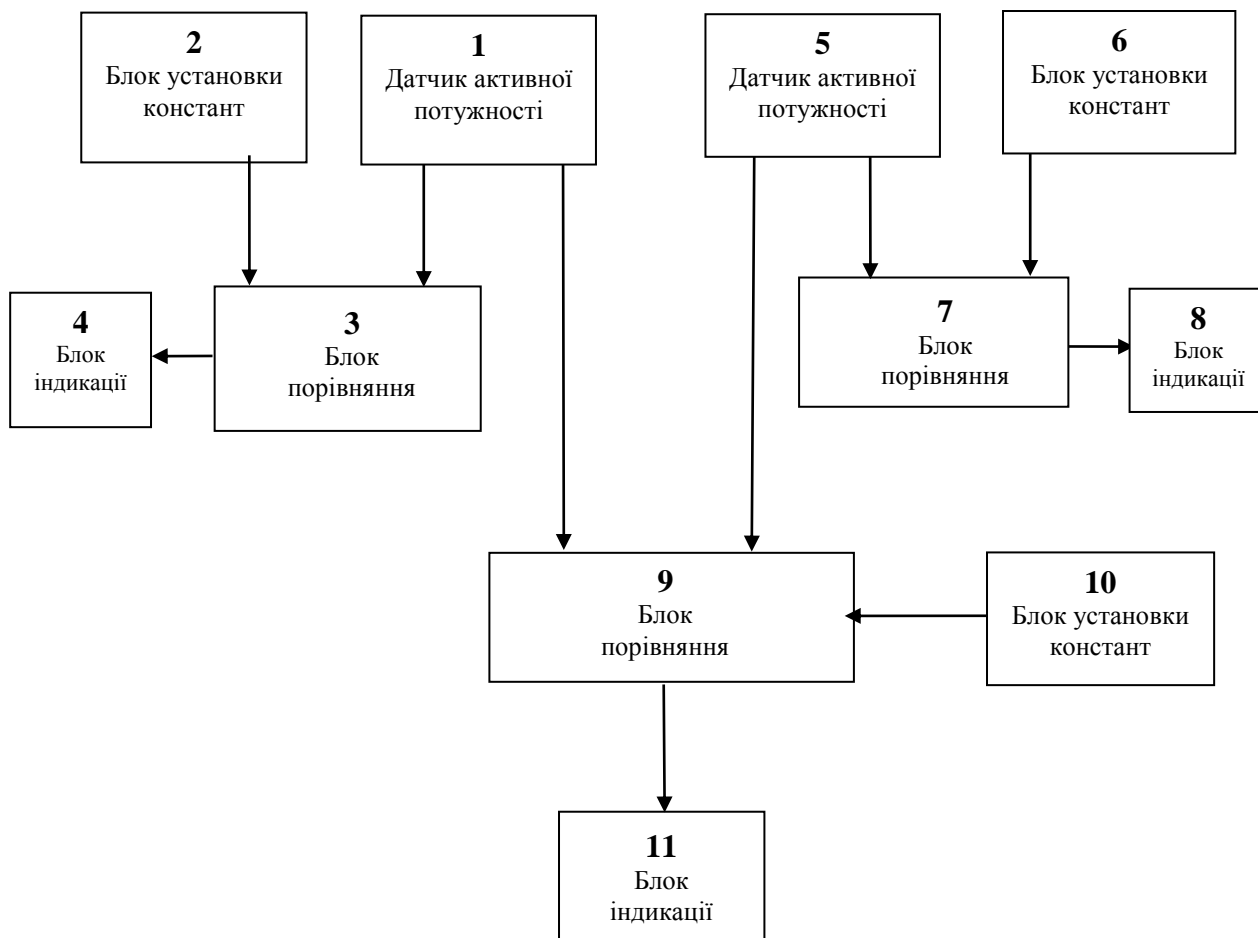 2
Блок установки
констант
1
Датчик активної
потужності
5
Датчик активної
потужності
6
Блок установки
констант
4
Блок
індикації
3
Блок
порівняння
7
Блок
порівняння
8
Блок
індикації
9
Блок
порівняння
10
Блок установки
констант
11
Блок
індикації